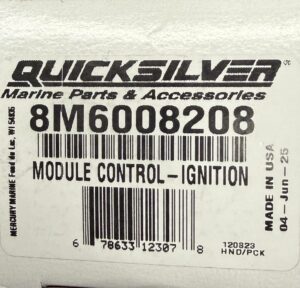 QUICKSILVER
Marine Parts & Accessories
8M6008208
MODULE CONTROL-IGNITION
6 78633 12307 8
120823
HND/PCK
MERCURY MARINE Fond du Lac, WI 54935
MADE IN USA
04-Jun-25